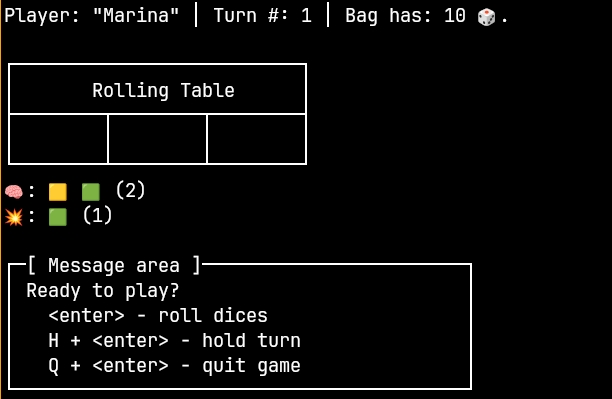 Player: "Marina" | Turn #: 1 | Bag has: 10 🎲.
Rolling Table
🧠: 🟨 🟩 (2)
💥: 🟩 (1)
[ Message area ]
Ready to play?
<enter> - roll dices
H + <enter> - hold turn
Q + <enter> - quit game